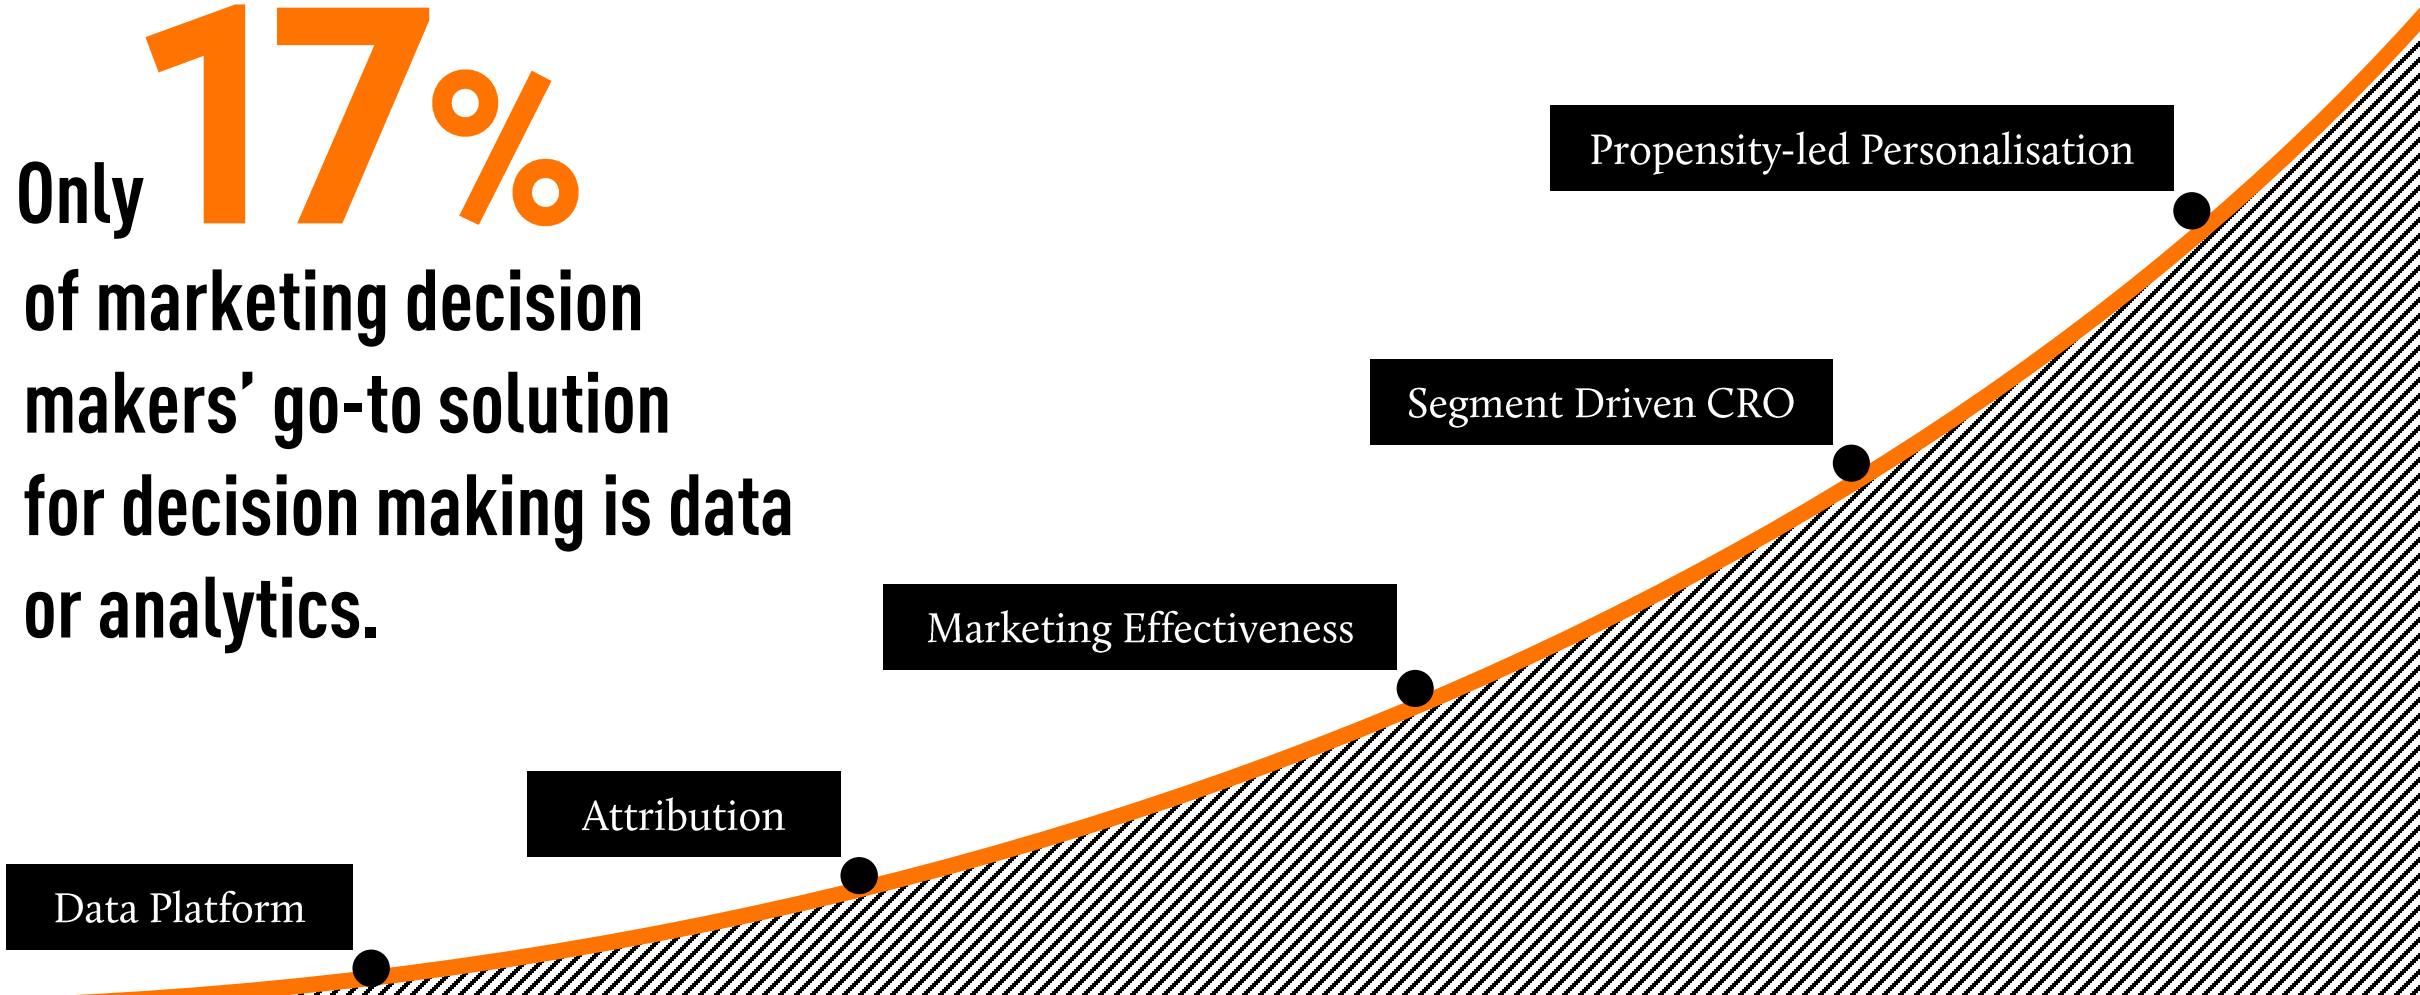 Only 17%
of marketing decision
makers’ go-to solution
for decision making is data
or analytics.
Propensity-led Personalisation
Segment Driven CRO
Marketing Effectiveness
Attribution
Data Platform